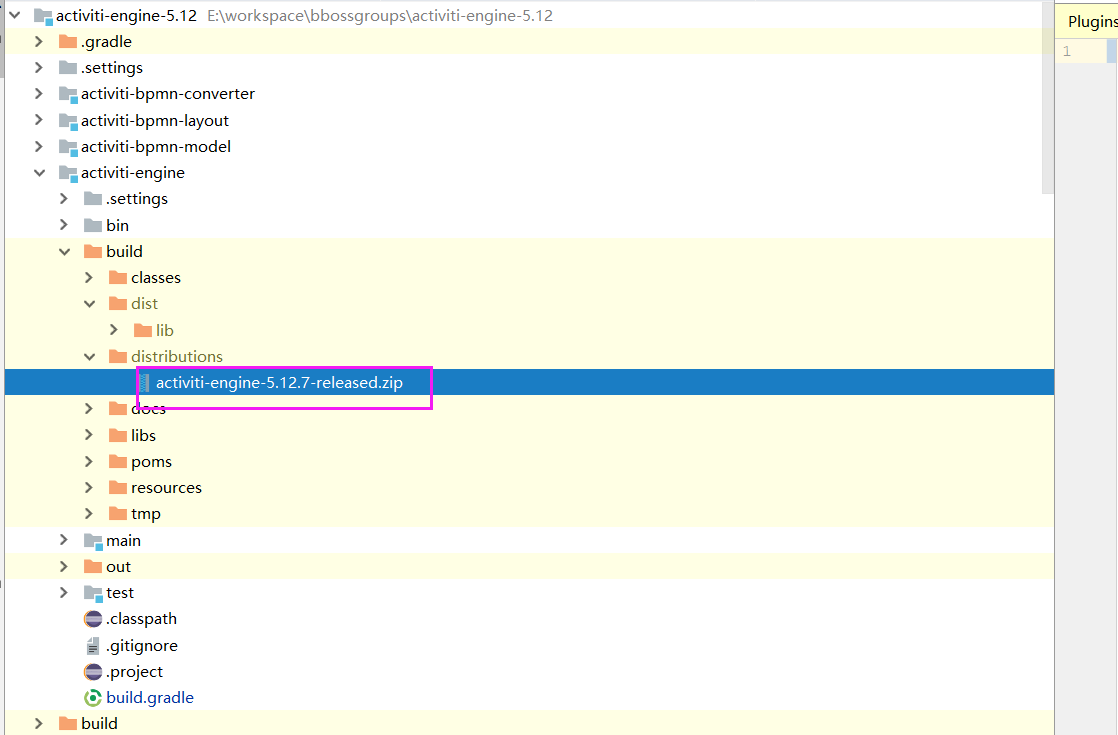 activiti-engine-5.12 E:\workspace\bbossgroups\activiti-engine-5.12
.gradle
.settings
activiti-bpmn-converter
activiti-bpmn-layout
activiti-bpmn-model
activiti-engine
.settings
bin
build
classes
dist
lib
distributions
activiti-engine-5.12.7-released.zip
docs
libs
poms
resources
tmp
main
out
test
.classpath
.gitignore
.project
build.gradle
build
Plugins
1